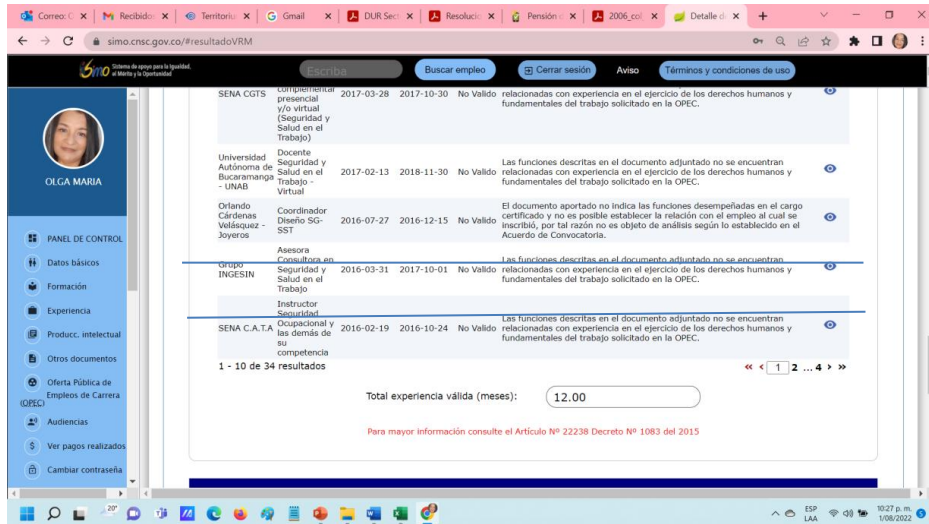 Correo: C
Recibido
Territoriu
Gmail
DUR Sect
Resolució
Pensión d
2006_col
Detalle de
simo.cnsc.gov.co/#resultadoVRM
Simo Sistema de apoyo para la Igualdad,
el Mérito y la Oportunidad
Escriba
Buscar empleo
Cerrar sesión
Aviso
Términos y condiciones de uso
OLGA MARIA
PANEL DE CONTROL
Datos básicos
Formación
Experiencia
Producc. intelectual
Otros documentos
Oferta Pública de
Empleos de Carrera
(OPEC)
Audiencias
Ver pagos realizados
Cambiar contraseña
SENA CGTS
complementar
presencial
y/o virtual
(Seguridad y
Salud en el
Trabajo)
2017-03-28 2017-10-30 No Valido
relacionadas con experiencia en el ejercicio de los derechos humanos y
fundamentales del trabajo solicitado en la OPEC.
Universidad
Autónoma de
Bucaramanga
- UNAB
Docente
Seguridad y
Salud en el
Trabajo -
Virtual
2017-02-13 2018-11-30 No Valido
Las funciones descritas en el documento adjuntado no se encuentran
relacionadas con experiencia en el ejercicio de los derechos humanos y
fundamentales del trabajo solicitado en la OPEC.
Orlando
Cárdenas
Velásquez -
Joyeros
Coordinador
Diseño SG-
SST
2016-07-27 2016-12-15 No Valido
El documento aportado no indica las funciones desempeñadas en el cargo
certificado y no es posible establecer la relación con el empleo al cual se
inscribió, por tal razón no es objeto de análisis según lo establecido en el
Acuerdo de Convocatoria.
Grupo
INGESIN
Asesora
Consultora en
Seguridad y
Salud en el
Trabajo
2016-03-31 2017-10-01 No Valido
Las funciones descritas en el documento adjuntado no se encuentran
relacionadas con experiencia en el ejercicio de los derechos humanos y
fundamentales del trabajo solicitado en la OPEC.
SENA C.A.T.A
Instructor
Seguridad
Ocupacional y
las demás de
su
competencia
2016-02-19 2016-10-24 No Valido
Las funciones descritas en el documento adjuntado no se encuentran
relacionadas con experiencia en el ejercicio de los derechos humanos y
fundamentales del trabajo solicitado en la OPEC.
1 - 10 de 34 resultados
« < 1 2 ... 4 > »
Total experiencia válida (meses): 12.00
Para mayor información consulte el Artículo Nº 22238 Decreto Nº 1083 del 2015
20°
ESP
LAA
10:27 p. m.
1/08/2022